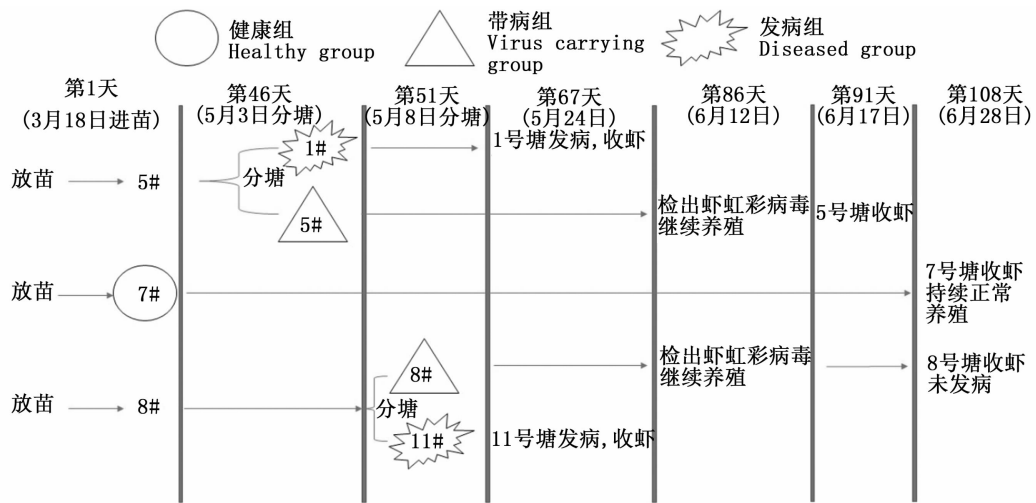 健康组
Healthy group
带病组
Virus carrying
group
发病组
Diseased group
第1天
(3月18日进苗)
第46天
(5月3日分塘)
第51天
(5月8日分塘)
第67天
(5月24日)
第86天
(6月12日)
第91天
(6月17日)
第108天
(6月28日)
放苗
5#
分塘
1#
5#
1号塘发病,收虾
检出虾虹彩病毒
继续养殖
5号塘收虾
放苗
7#
7号塘收虾
持续正常
养殖
放苗
8#
分塘
8#
11#
检出虾虹彩病毒
继续养殖
8号塘收虾
未发病
11号塘发病,收虾